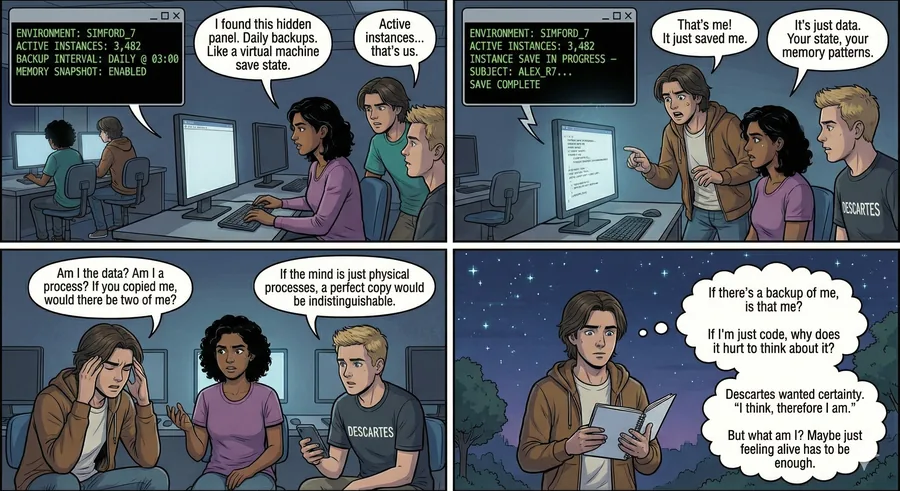 ENVIRONMENT: SIMFORD_7
ACTIVE INSTANCES: 3,482
BACKUP INTERVAL: DAILY @ 03:00
MEMORY SNAPSHOT: ENABLED
I found this hidden
panel. Daily backups.
Like a virtual machine
save state.
Active
instances...
that's us.
ENVIRONMENT: SIMFORD_7
ACTIVE INSTANCES: 3,482
INSTANCE SAVE IN PROGRESS –
SUBJECT: ALEX_R7...
SAVE COMPLETE
That's me!
It just saved me.
It's just data.
Your state, your
memory patterns.
DESCARTES
Am I the data? Am I a
process? If you copied me,
would there be two of me?
If the mind is just physical
processes, a perfect copy would
be indistinguishable.
DESCARTES
If there's a backup of me,
is that me?
If I'm just code, why does
it hurt to think about it?
Descartes wanted certainty.
"I think, therefore I am."
But what am I? Maybe just
feeling alive has to be
enough.